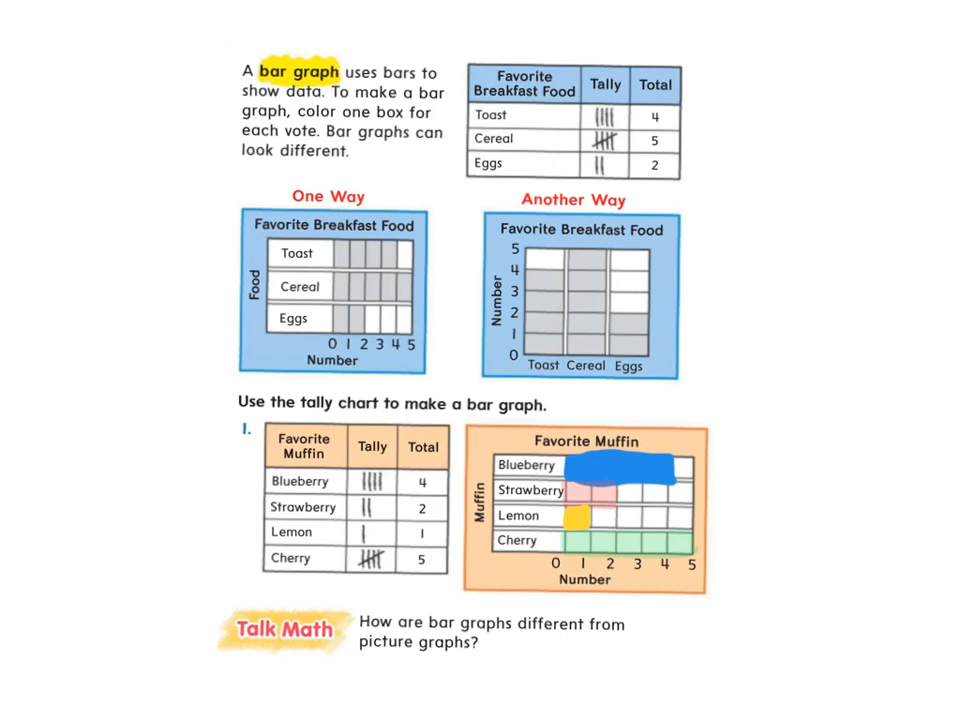 A bar graph uses bars to
show data. To make a bar
graph, color one box for
each vote. Bar graphs can
look different.
Favorite Breakfast Food Tally Total
Toast 4
Cereal 5
Eggs 2
One Way
Favorite Breakfast Food
Food
Toast
Cereal
Eggs
0 1 2 3 4 5
Number
Another Way
Favorite Breakfast Food
Number
5
4
3
2
1
0
Toast Cereal Eggs
Use the tally chart to make a bar graph.
1.
Favorite Muffin Tally Total
Blueberry 4
Strawberry 2
Lemon 1
Cherry 5
Favorite Muffin
Muffin
Blueberry
Strawberry
Lemon
Cherry
0 1 2 3 4 5
Number
Talk Math
How are bar graphs different from
picture graphs?